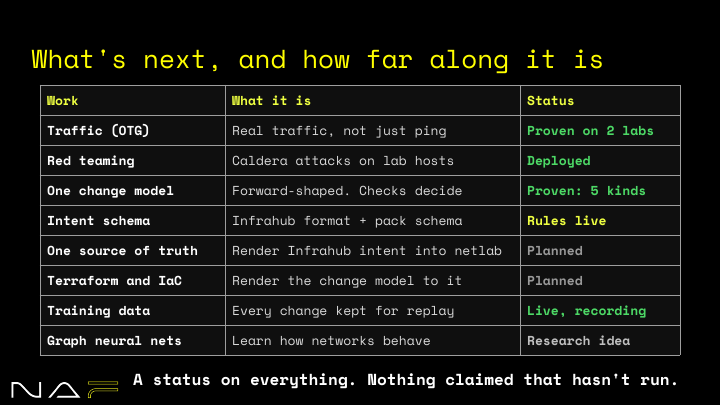 What's next, and how far along it is
Work What it is Status
Traffic (OTG) Real traffic, not just ping Proven on 2 labs
Red teaming Caldera attacks on lab hosts Deployed
One change model Forward-shaped. Checks decide Proven: 5 kinds
Intent schema Infrahub format + pack schema Rules live
One source of truth Render Infrahub intent into netlab Planned
Terraform and IaC Render the change model to it Planned
Training data Every change kept for replay Live, recording
Graph neural nets Learn how networks behave Research idea
A status on everything. Nothing claimed that hasn't run.
NAF